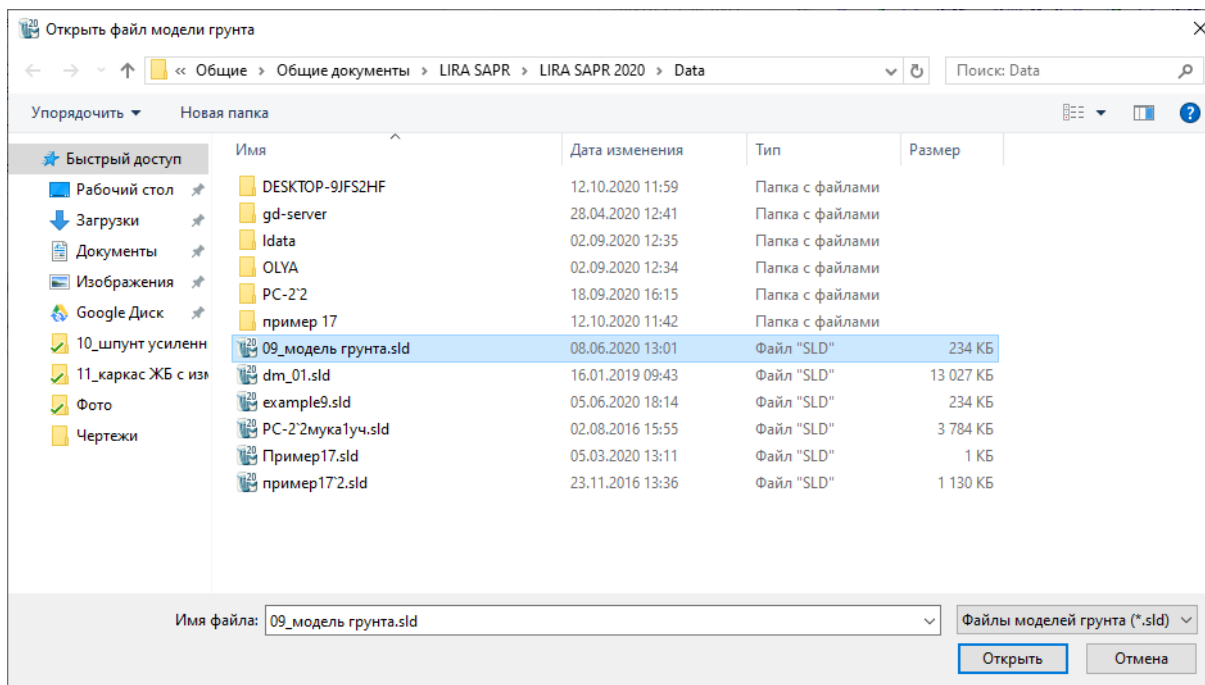 Открыть файл модели грунта
« Общие › Общие документы › LIRA SAPR › LIRA SAPR 2020 › Data
Поиск: Data
Упорядочить Новая папка
Быстрый доступ
Рабочий стол
Загрузки
Документы
Изображения
Google Диск
10_шпунт усиленн
11_каркас ЖБ с изм
Фото
Чертежи
Имя Дата изменения Тип Размер
DESKTOP-9JFS2HF 12.10.2020 11:59 Папка с файлами
gd-server 28.04.2020 12:41 Папка с файлами
ldata 02.09.2020 12:35 Папка с файлами
OLYA 02.09.2020 12:34 Папка с файлами
PC-2`2 18.09.2020 16:15 Папка с файлами
пример 17 12.10.2020 11:42 Папка с файлами
09_модель грунта.sld 08.06.2020 13:01 Файл "SLD" 234 КБ
dm_01.sld 16.01.2019 09:43 Файл "SLD" 13 027 КБ
example9.sld 05.06.2020 18:14 Файл "SLD" 234 КБ
PC-2`2мука1уч.sld 02.08.2016 15:55 Файл "SLD" 3 784 КБ
Пример17.sld 05.03.2020 13:11 Файл "SLD" 1 КБ
пример17`2.sld 23.11.2016 13:36 Файл "SLD" 1 130 КБ
Имя файла: 09_модель грунта.sld
Файлы моделей грунта (*.sld)
Открыть Отмена